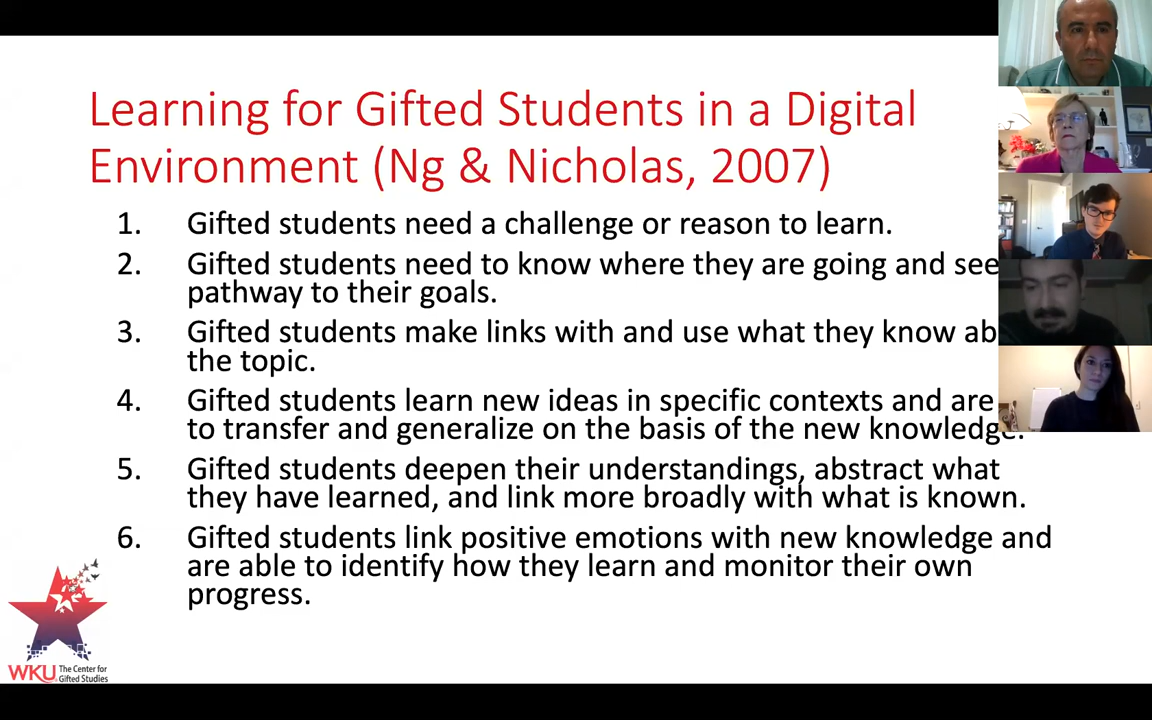 Learning for Gifted Students in a Digital
Environment (Ng & Nicholas, 2007)
1. Gifted students need a challenge or reason to learn.
2. Gifted students need to know where they are going and see
pathway to their goals.
3. Gifted students make links with and use what they know ab
the topic.
4. Gifted students learn new ideas in specific contexts and are
to transfer and generalize on the basis of the new knowledge.
5. Gifted students deepen their understandings, abstract what
they have learned, and link more broadly with what is known.
6. Gifted students link positive emotions with new knowledge and
are able to identify how they learn and monitor their own
progress.
WKU The Center for
Gifted Studies